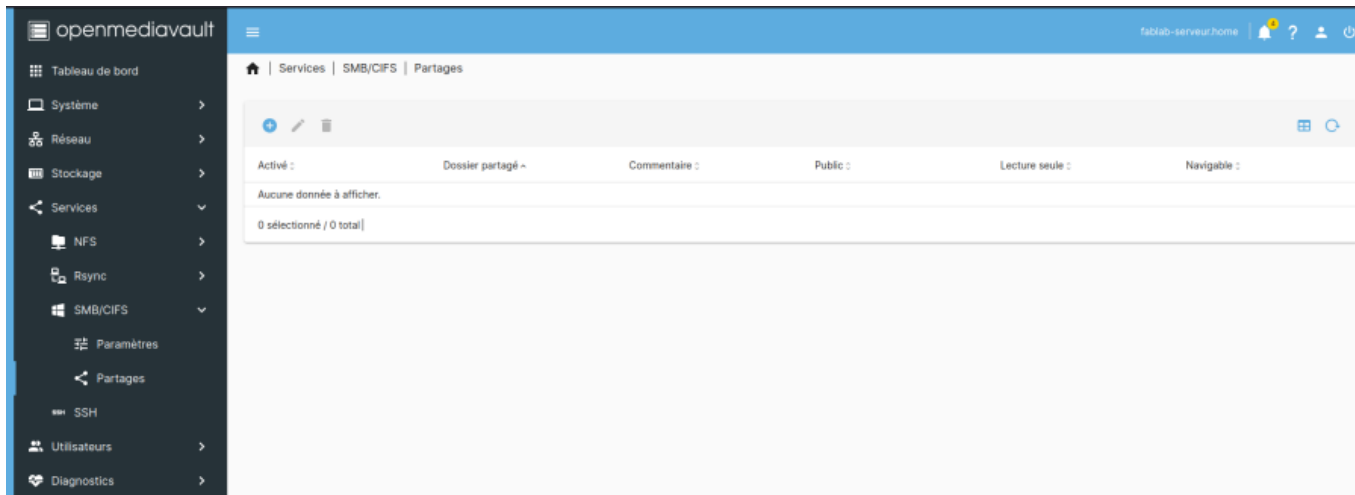 openmediavault
fablab-serveur.home 4 ?
Tableau de bord
Services | SMB/CIFS | Partages
Système
Réseau
Stockage
Services
NFS
Rsync
SMB/CIFS
Paramètres
Partages
SSH
Utilisateurs
Diagnostics
Activé Dossier partagé Commentaire Public Lecture seule Navigable
Aucune donnée à afficher.
0 sélectionné / 0 total